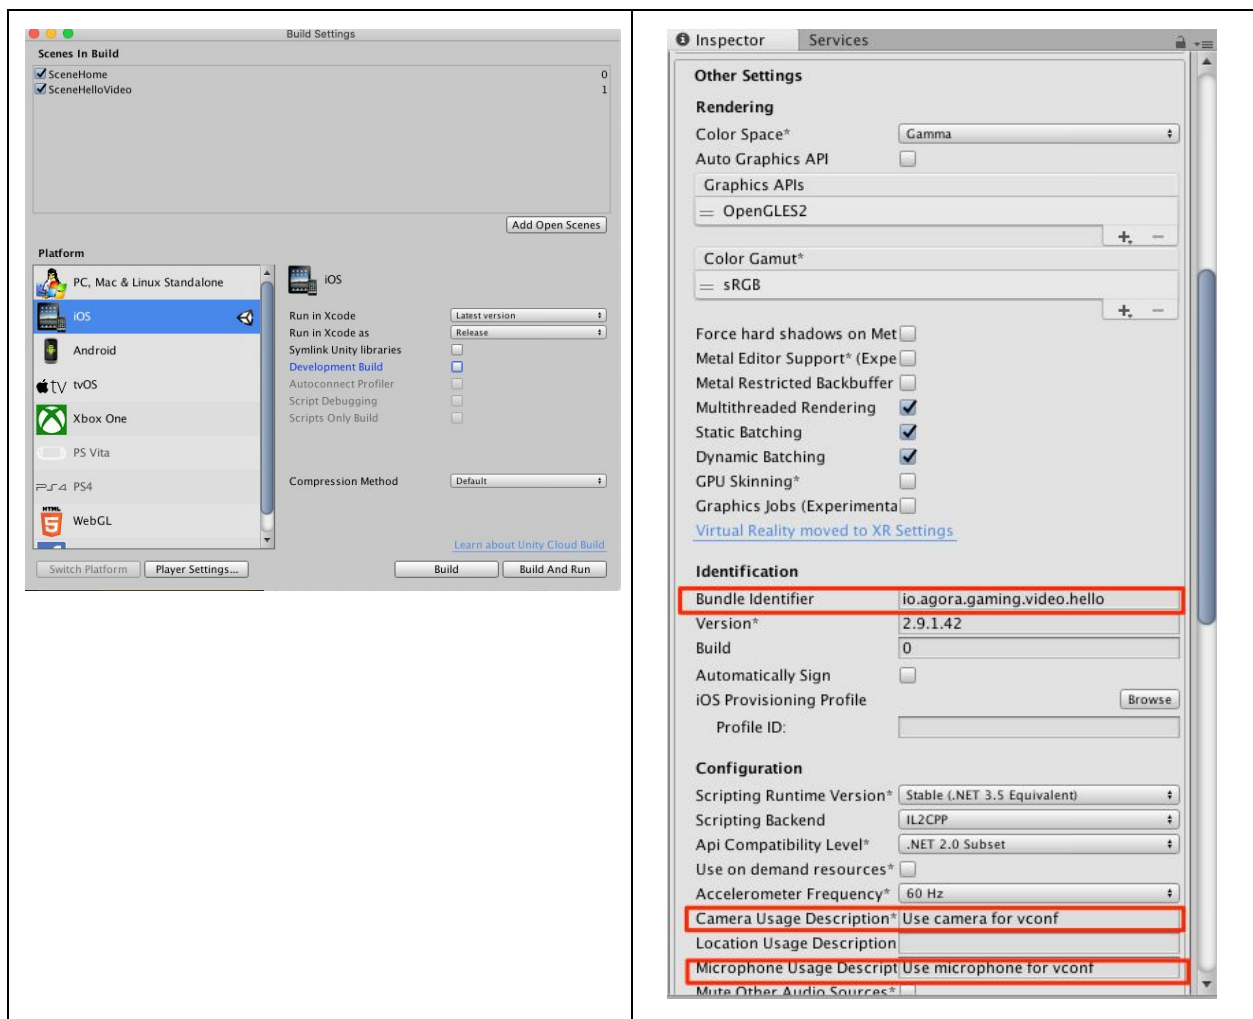 Build Settings
Scenes In Build
SceneHome 0
SceneHelloVideo 1
Add Open Scenes
Platform
PC, Mac & Linux Standalone
iOS
Android
tv tvOS
Xbox One
PS Vita
PS4 PS4
HTML 5 WebGL
Switch Platform
Player Settings...
iOS
Run in Xcode Latest version
Run in Xcode as Release
Symlink Unity libraries
Development Build
Autoconnect Profiler
Script Debugging
Scripts Only Build
Compression Method Default
Learn about Unity Cloud Build
Build
Build And Run
Inspector Services
Other Settings
Rendering
Color Space* Gamma
Auto Graphics API
Graphics APIs
OpenGLES2
Color Gamut*
sRGB
Force hard shadows on Met
Metal Editor Support* (Expe
Metal Restricted Backbuffer
Multithreaded Rendering
Static Batching
Dynamic Batching
GPU Skinning*
Graphics Jobs (Experimenta
Virtual Reality moved to XR Settings
Identification
Bundle Identifier io.agora.gaming.video.hello
Version* 2.9.1.42
Build 0
Automatically Sign
iOS Provisioning Profile Browse
Profile ID:
Configuration
Scripting Runtime Version* Stable (.NET 3.5 Equivalent)
Scripting Backend IL2CPP
Api Compatibility Level* .NET 2.0 Subset
Use on demand resources*
Accelerometer Frequency* 60 Hz
Camera Usage Description* Use camera for vconf
Location Usage Description
Microphone Usage Descript Use microphone for vconf
Mute Other Audio Sources*